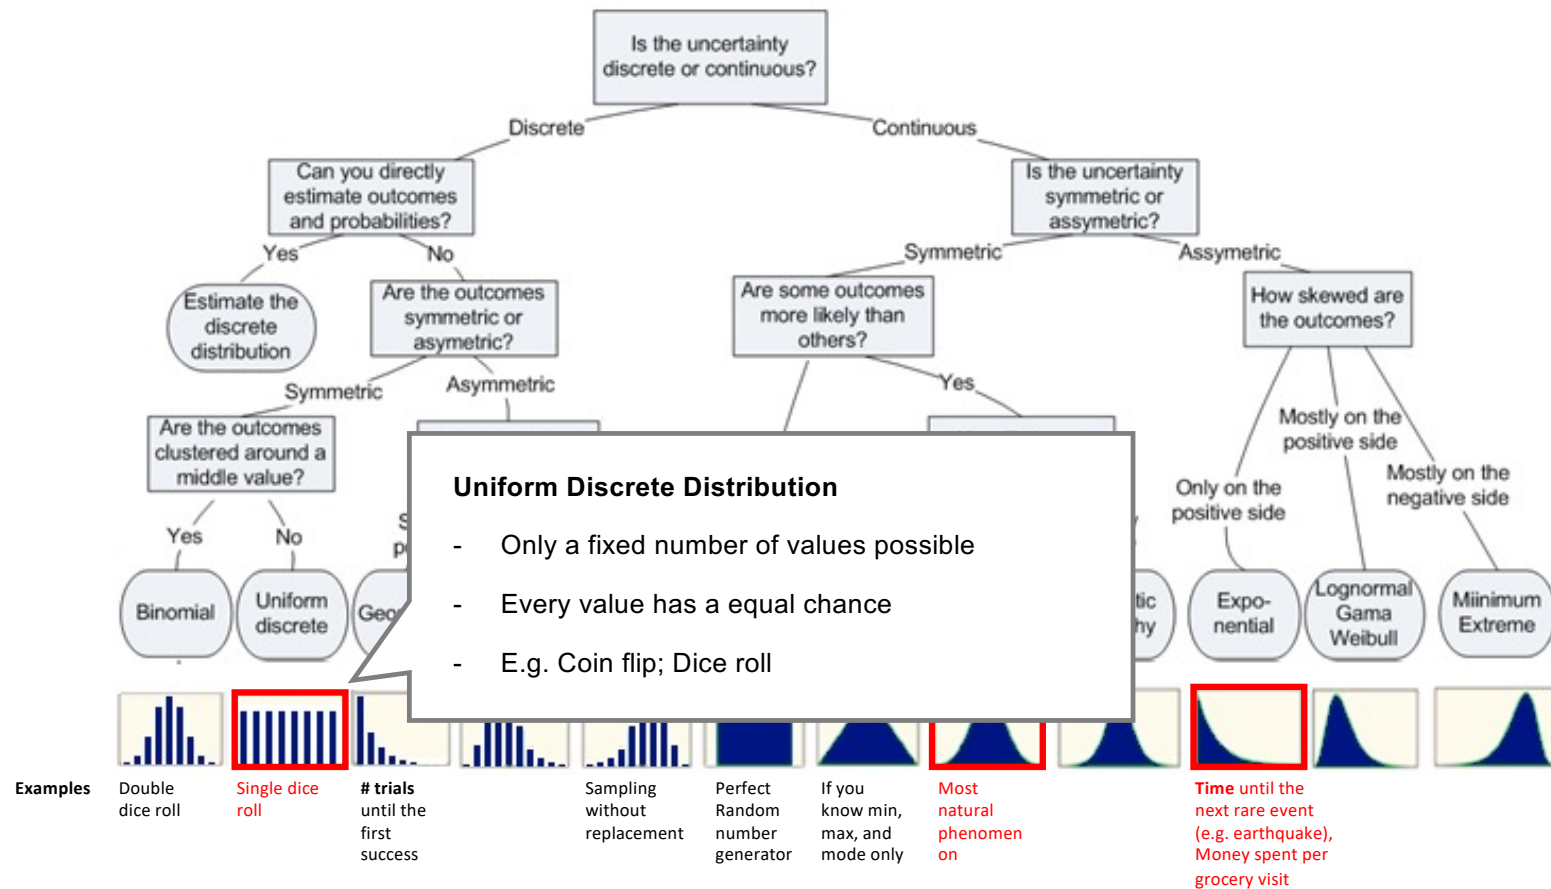 Is the uncertainty
discrete or continuous?
Discrete
Continuous
Can you directly
estimate outcomes
and probabilities?
Is the uncertainty
symmetric or
assymetric?
Yes
No
Symmetric
Assymetric
Estimate the
discrete
distribution
Are the outcomes
symmetric or
asymetric?
Are some outcomes
more likely than
others?
How skewed are
the outcomes?
Symmetric
Asymmetric
Yes
Mostly on the
positive side
Only on the
positive side
Mostly on the
negative side
Are the outcomes
clustered around a
middle value?
Yes
No
Binomial
Uniform
discrete
Geo
tic
hy
Expo-
nential
Lognormal
Gama
Weibull
Miinimum
Extreme
Uniform Discrete Distribution
- Only a fixed number of values possible
- Every value has a equal chance
- E.g. Coin flip; Dice roll
Examples
Double
dice roll
Single dice
roll
# trials
until the
first
success
Sampling
without
replacement
Perfect
Random
number
generator
If you
know min,
max, and
mode only
Most
natural
phenomen
on
Time until the
next rare event
(e.g. earthquake),
Money spent per
grocery visit